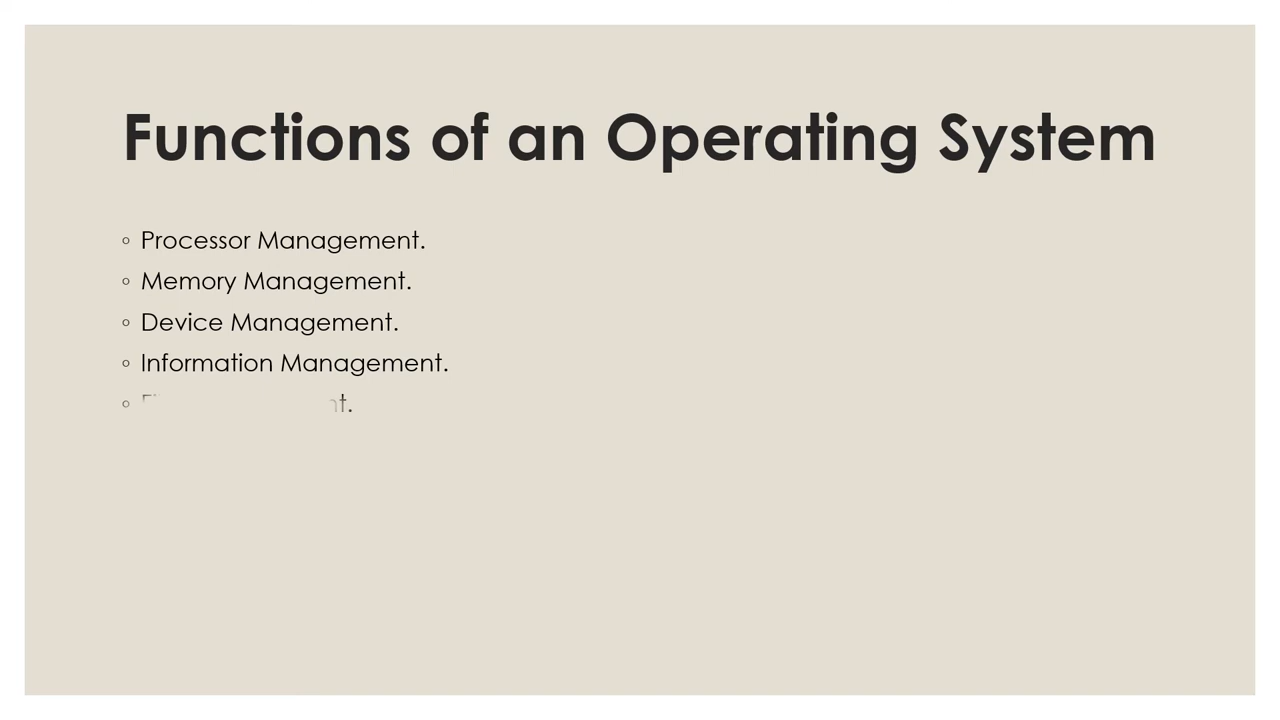 Functions of an Operating System
◦ Processor Management.
◦ Memory Management.
◦ Device Management.
◦ Information Management.